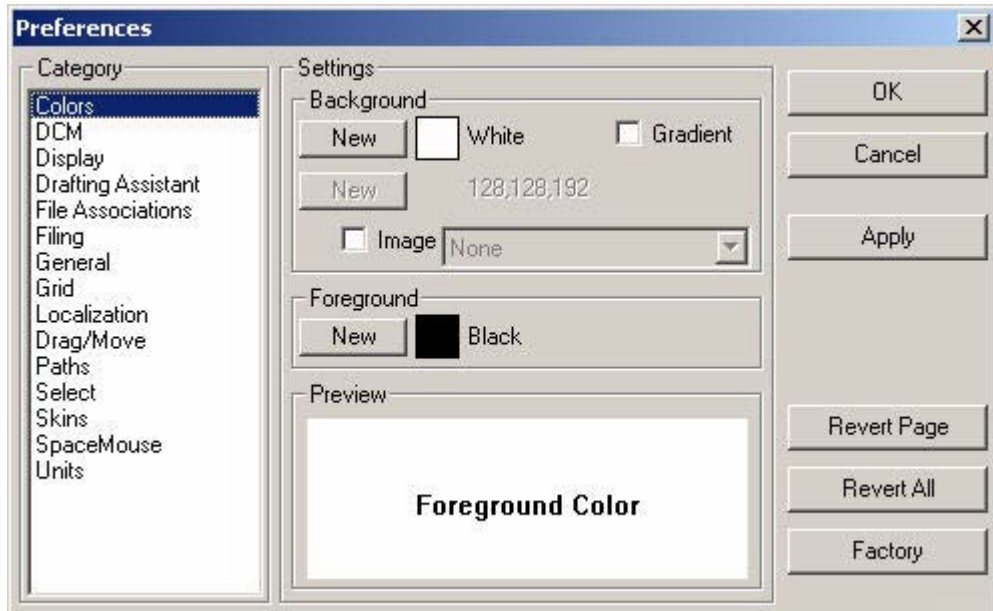 Preferences
Category
Colors
DCM
Display
Drafting Assistant
File Associations
Filing
General
Grid
Localization
Drag/Move
Paths
Select
Skins
SpaceMouse
Units
Settings
Background
New White Gradient
New 128,128,192
Image None
Foreground
New Black
Preview
Foreground Color
OK
Cancel
Apply
Revert Page
Revert All
Factory